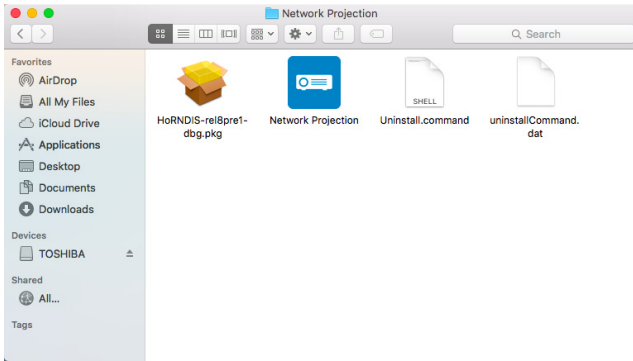 Network Projection
Search
Favorites
AirDrop
All My Files
iCloud Drive
Applications
Desktop
Documents
Downloads
Devices
TOSHIBA
Shared
All...
Tags
HoRNDIS-rel8pre1-
dbg.pkg
Network Projection
SHELL
Uninstall.command
uninstallCommand.
dat